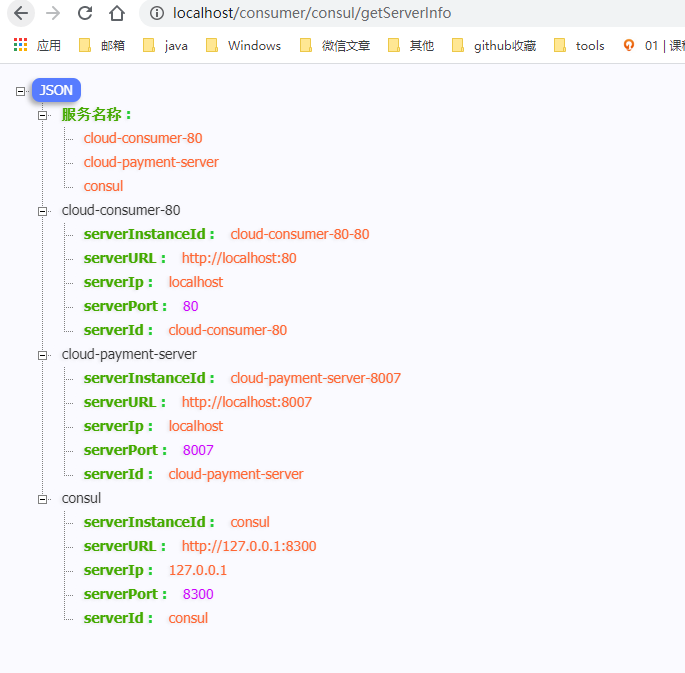 localhost/consumer/consul/getServerInfo
应用 邮箱 java Windows 微信文章 其他 github收藏 tools 01 | 课
JSON
服务名称：
cloud-consumer-80
cloud-payment-server
consul
cloud-consumer-80
serverInstanceId： cloud-consumer-80-80
serverURL： http://localhost:80
serverIp： localhost
serverPort： 80
serverId： cloud-consumer-80
cloud-payment-server
serverInstanceId： cloud-payment-server-8007
serverURL： http://localhost:8007
serverIp： localhost
serverPort： 8007
serverId： cloud-payment-server
consul
serverInstanceId： consul
serverURL： http://127.0.0.1:8300
serverIp： 127.0.0.1
serverPort： 8300
serverId： consul